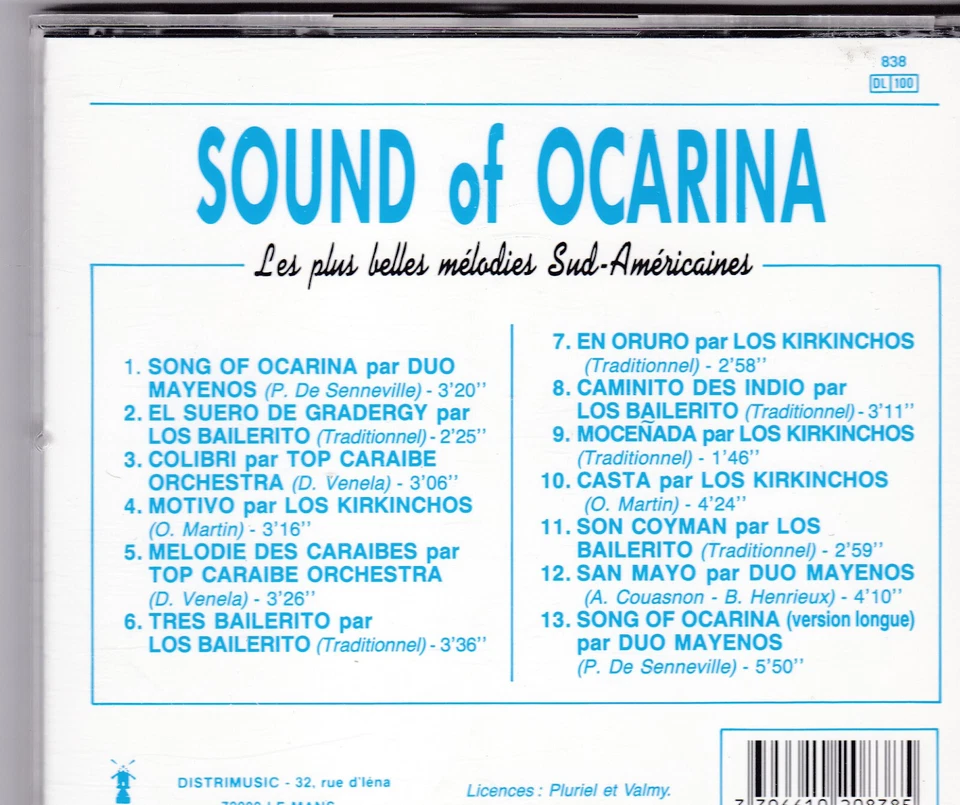 838
DL 100
SOUND of OCARINA
Les plus belles mélodies Sud-Américaines
1. SONG OF OCARINA par DUO
MAYENOS (P. De Senneville) - 3'20''
2. EL SUERO DE GRADERGY par
LOS BAILERITO (Traditionnel) - 2'25''
3. COLIBRI par TOP CARAIBE
ORCHESTRA (D. Venela) - 3'06''
4. MOTIVO par LOS KIRKINCHOS
(O. Martin) - 3'16''
5. MELODIE DES CARAIBES par
TOP CARAIBE ORCHESTRA
(D. Venela) - 3'26''
6. TRES BAILERITO par
LOS BAILERITO (Traditionnel) - 3'36''
7. EN ORURO par LOS KIRKINCHOS
(Traditionnel) - 2'58''
8. CAMINITO DES INDIO par
LOS BAILERITO (Traditionnel) - 3'11''
9. MOCEÑADA par LOS KIRKINCHOS
(Traditionnel) - 1'46''
10. CASTA par LOS KIRKINCHOS
(O. Martin) - 4'24''
11. SON COYMAN par LOS
BAILERITO (Traditionnel) - 2'59''
12. SAN MAYO par DUO MAYENOS
(A. Couasnon - B. Henrieux) - 4'10''
13. SONG OF OCARINA (version longue)
par DUO MAYENOS
(P. De Senneville) - 5'50''
DISTRIMUSIC - 32, rue d'Iéna
LE MANS
Licences : Pluriel et Valmy.